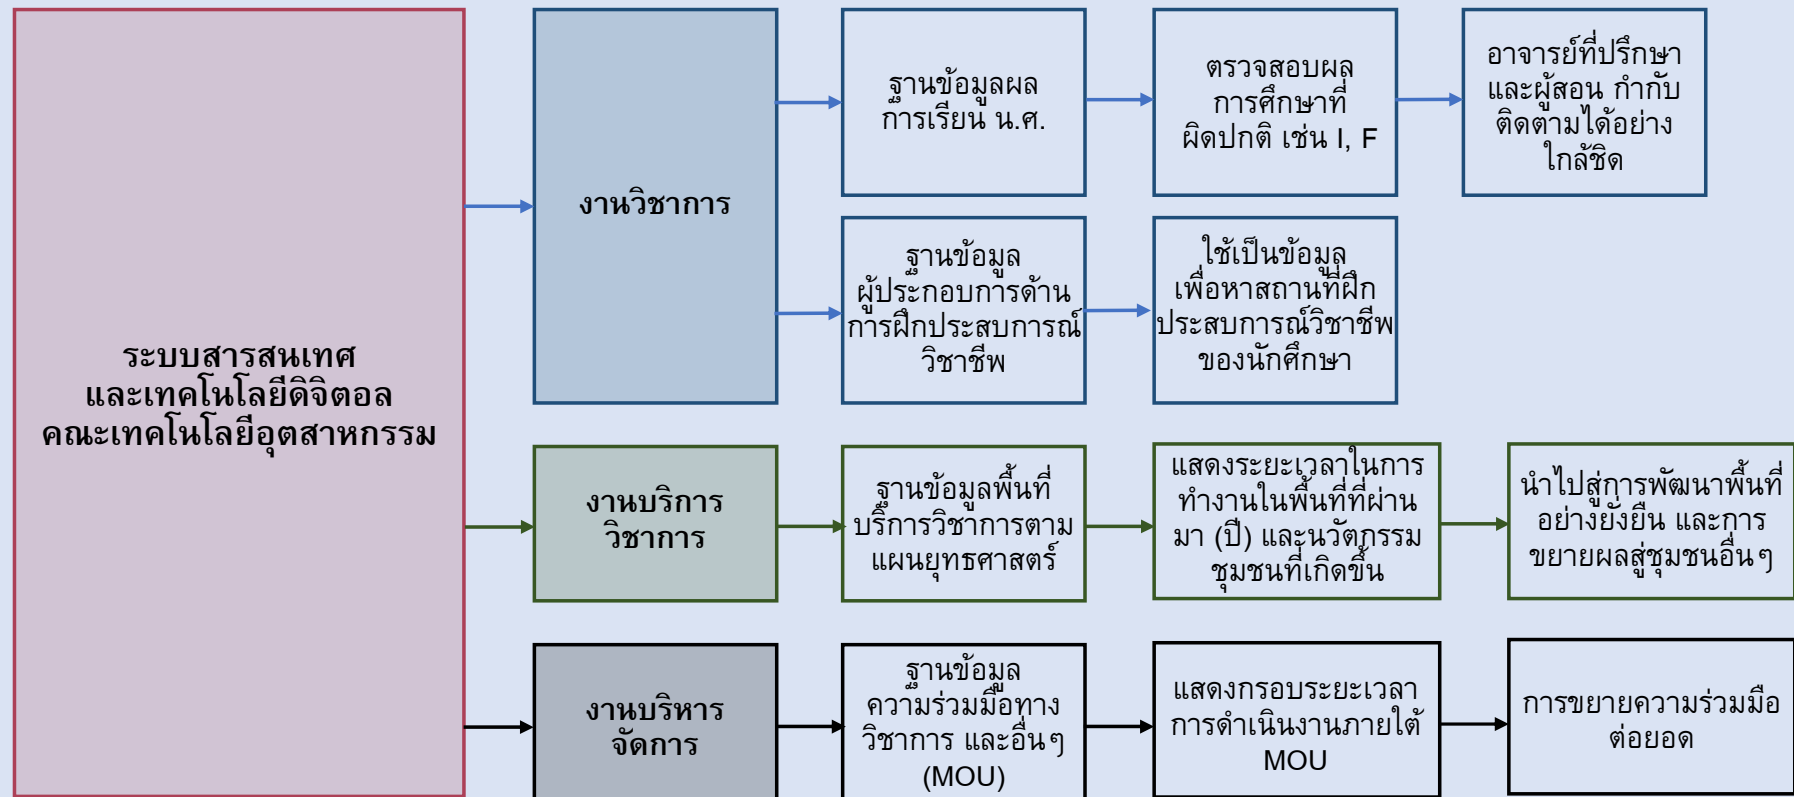 ระบบสารสนเทศ
และเทคโนโลยีดิจิตอล
คณะเทคโนโลยีอุตสาหกรรม
งานวิชาการ
ฐานข้อมูลผล
การเรียน น.ศ.
ตรวจสอบผล
การศึกษาที่
ผิดปกติ เช่น I, F
อาจารย์ที่ปรึกษา
และผู้สอน กำกับ
ติดตามได้อย่าง
ใกล้ชิด
ฐานข้อมูล
ผู้ประกอบการด้าน
การฝึกประสบการณ์
วิชาชีพ
ใช้เป็นข้อมูล
เพื่อหาสถานที่ฝึก
ประสบการณ์วิชาชีพ
ของนักศึกษา
งานบริการ
วิชาการ
ฐานข้อมูลพื้นที่
บริการวิชาการตาม
แผนยุทธศาสตร์
แสดงระยะเวลาในการ
ทำงานในพื้นที่ที่ผ่าน
มา (ปี) และนวัตกรรม
ชุมชนที่เกิดขึ้น
นำไปสู่การพัฒนาพื้นที่
อย่างยั่งยืน และการ
ขยายผลสู่ชุมชนอื่นๆ
งานบริหาร
จัดการ
ฐานข้อมูล
ความร่วมมือทาง
วิชาการ และอื่นๆ
(MOU)
แสดงกรอบระยะเวลา
การดำเนินงานภายใต้
MOU
การขยายความร่วมมือ
ต่อยอด